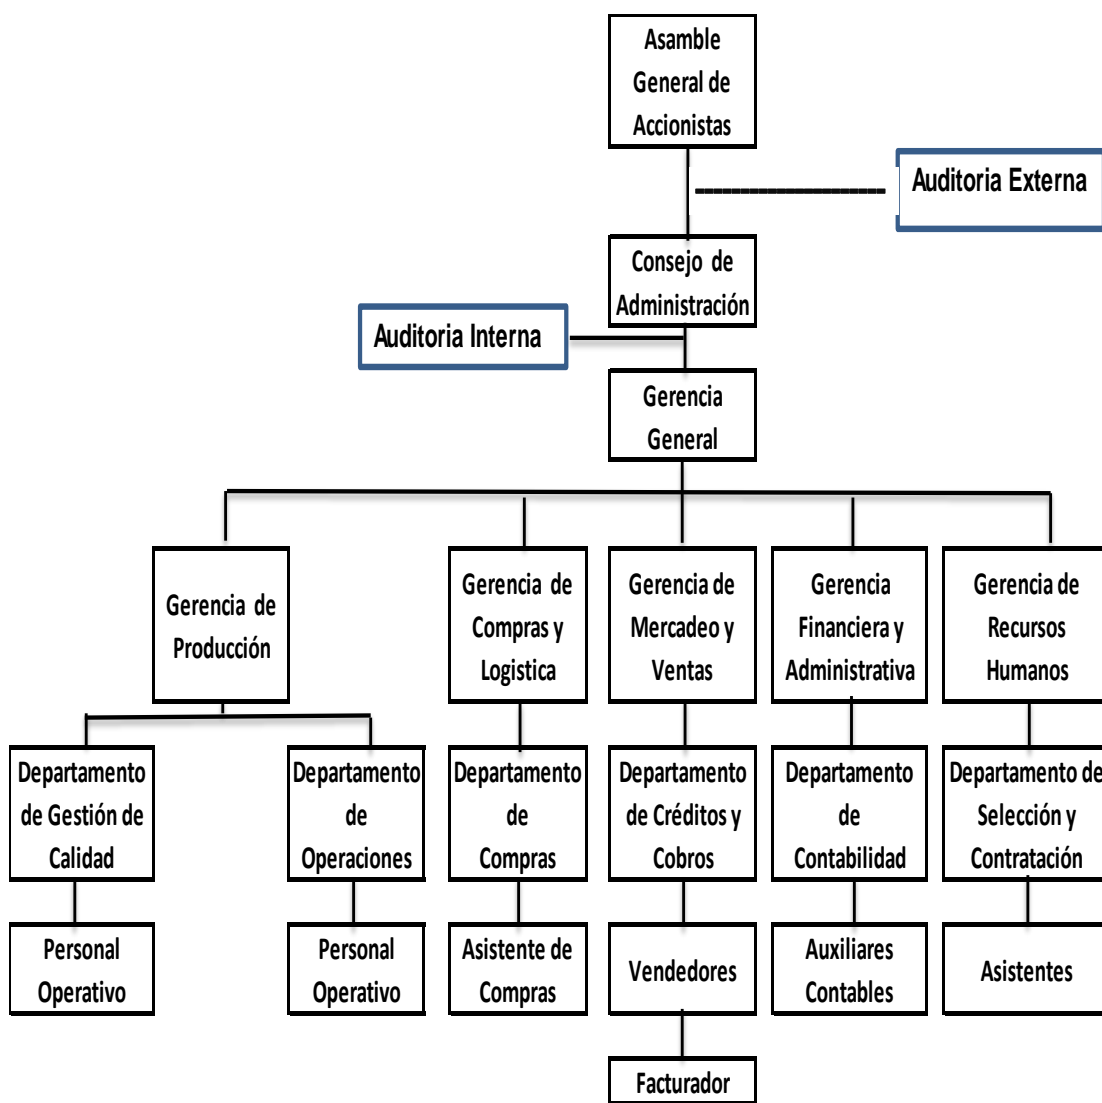 Asamble
General de
Accionistas
Auditoria Externa
Consejo de
Administración
Auditoria Interna
Gerencia
General
Gerencia de
Producción
Gerencia de
Compras y
Logistica
Gerencia de
Mercadeo y
Ventas
Gerencia
Financiera y
Administrativa
Gerencia de
Recursos
Humanos
Departamento
de Gestión de
Calidad
Departamento
de
Operaciones
Departamento
de
Compras
Departamento
de Créditos y
Cobros
Departamento
de
Contabilidad
Departamento de
Selección y
Contratación
Personal
Operativo
Personal
Operativo
Asistente de
Compras
Vendedores
Auxiliares
Contables
Asistentes
Facturador